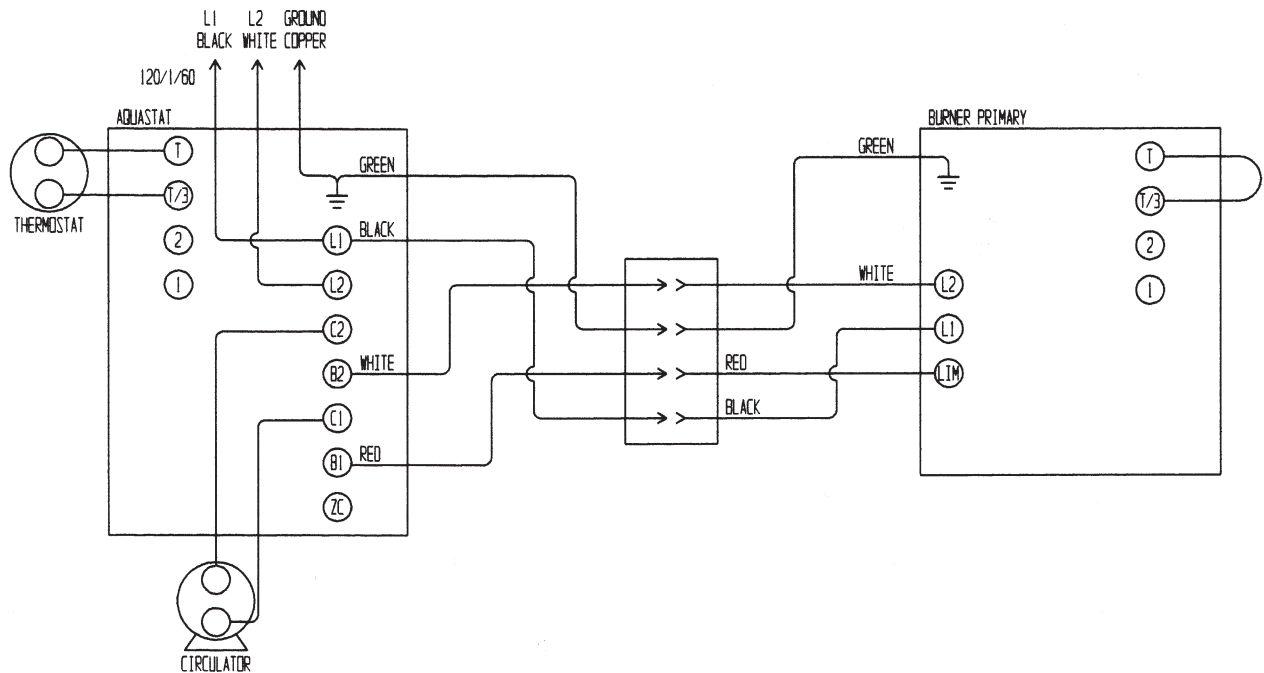 L1 L2 GROUND
BLACK WHITE COPPER
120/1/60
AQUASTAT
BURNER PRIMARY
T
GREEN
GREEN
T
T/3
T/3
THERMOSTAT
2
L1
BLACK
2
1
L2
WHITE
L2
1
C2
L1
B2
WHITE
RED
LIM
C1
BLACK
B1
RED
ZC
CIRCULATOR